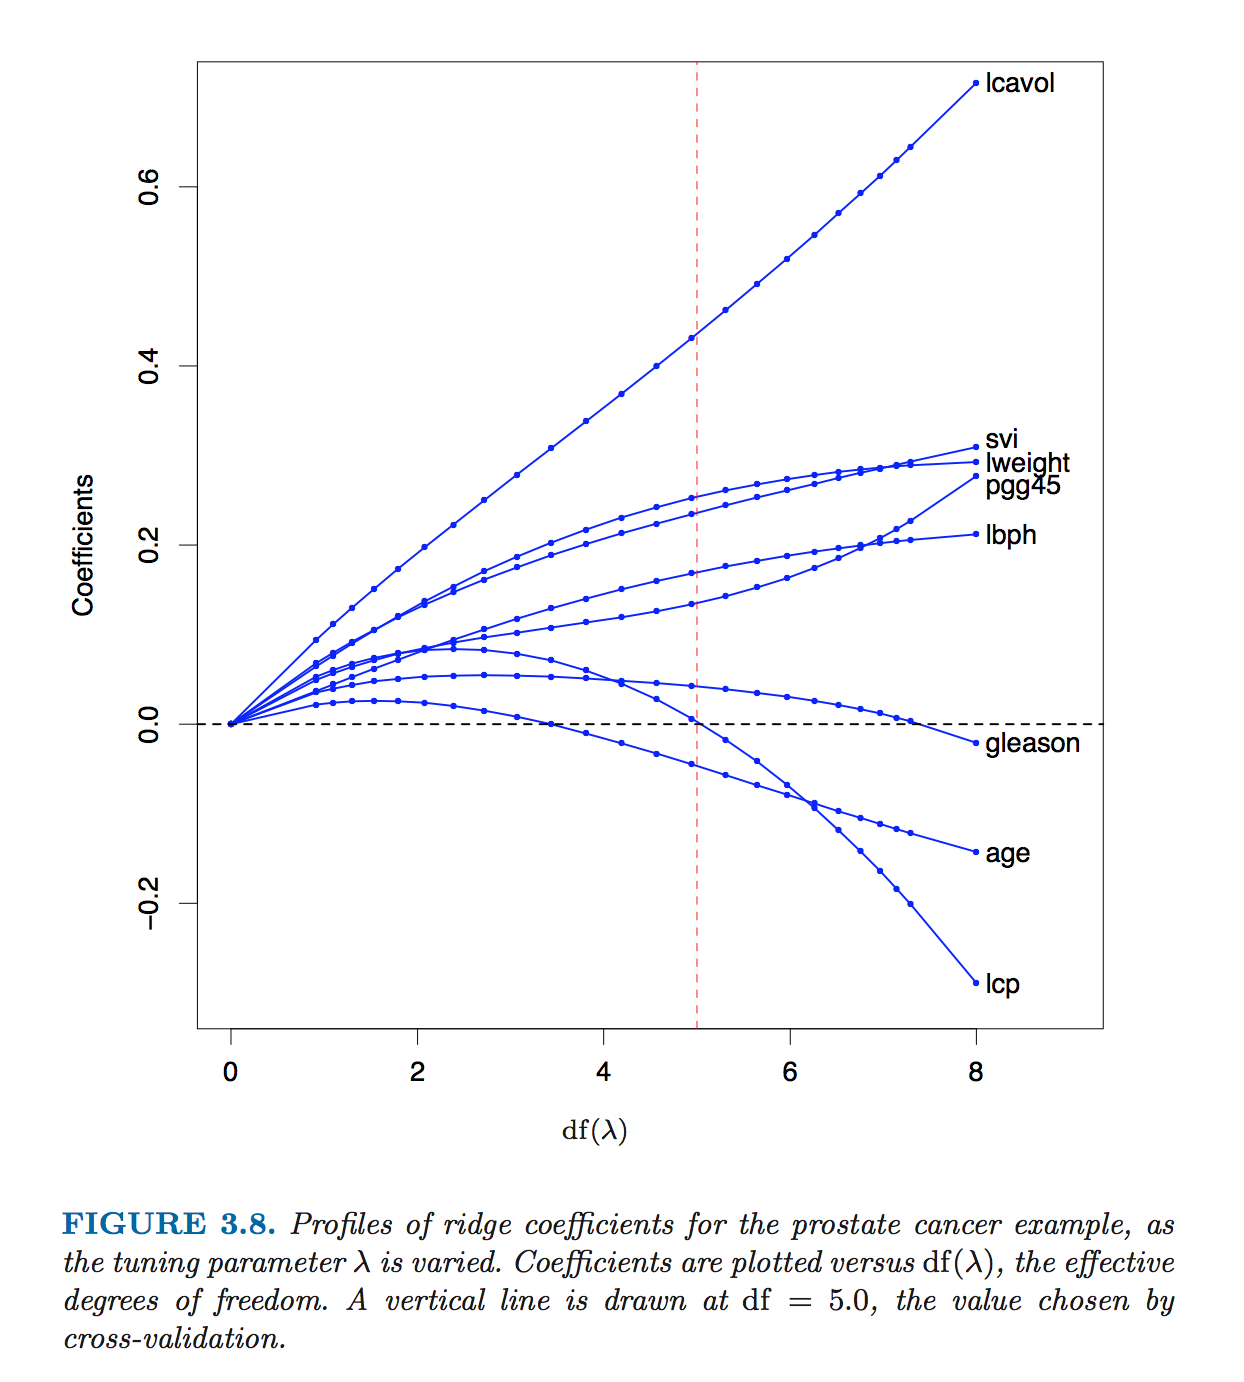 lcavol
0.6
0.4
svi
lweight
pgg45
Coefficients
0.2
lbph
0.0
gleason
age
−0.2
lcp
0 2 4 6 8
df(λ)
FIGURE 3.8. Profiles of ridge coefficients for the prostate cancer example, as
the tuning parameter λ is varied. Coefficients are plotted versus df(λ), the effective
degrees of freedom. A vertical line is drawn at df = 5.0, the value chosen by
cross-validation.